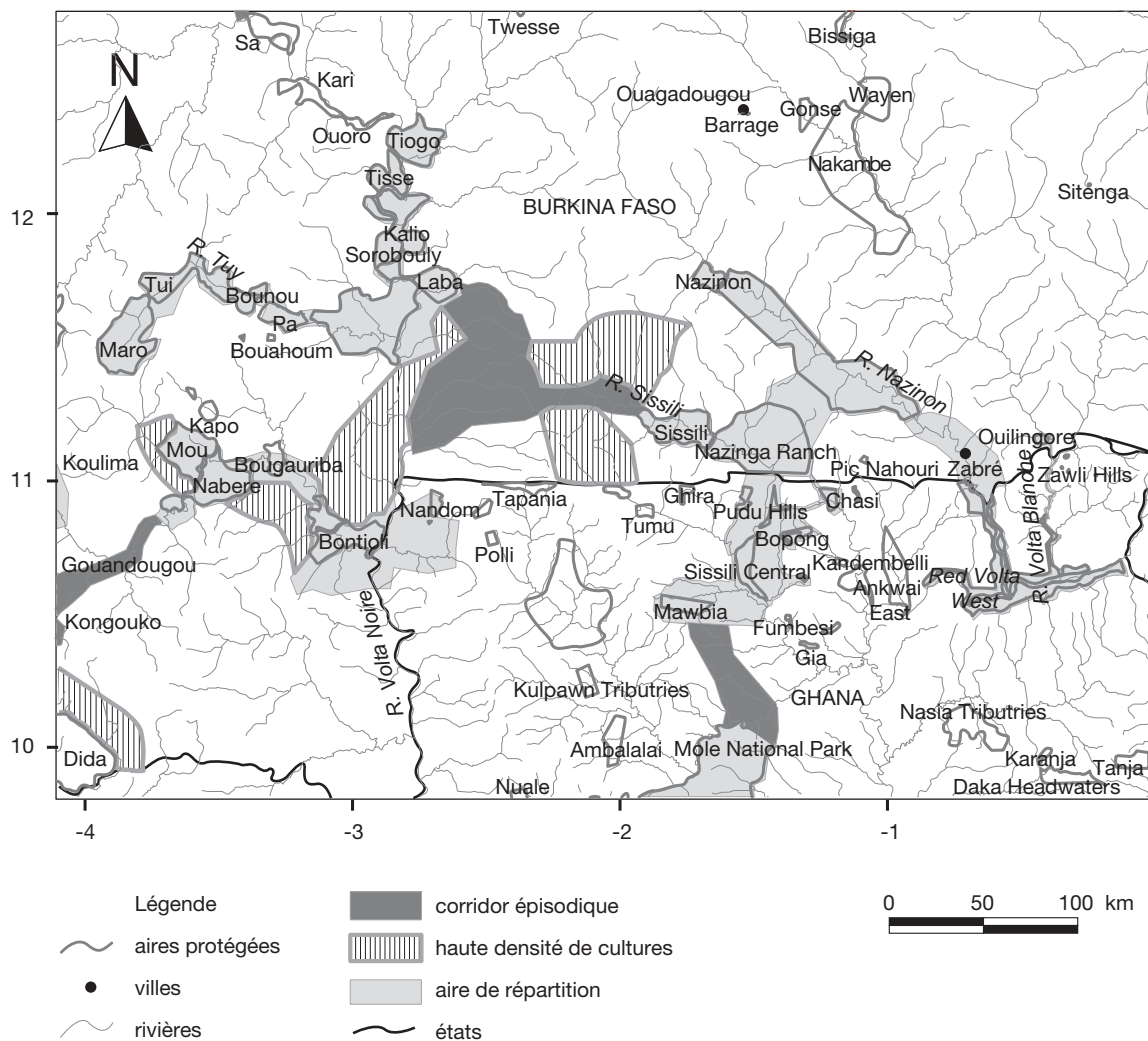 Twesse
Bissiga
Sa
N
Kari
Ouagadougou
Gonse
Wayen
Barrage
Ouoro
Tiogo
Nakambe
Tisse
Sitenga
12
BURKINA FASO
Kalio
R. Tuy
Sorobouly
Tui
Laba
Nazinon
Bounou
Pa
Maro
Bouahoum
R. Nazinon
R. Sissili
Kapo
Mou
Sissili
Ouilingore
Koulima
Bougauriba
Nazinga Ranch
Pic Nahouri
Zabré
Zawli Hills
11
Nabere
Tapania
Ghira
Chasi
Nandom
Tumu
Pudu Hills
R. Volta Blandue
Bontioli
Polli
Bopong
Gouandougou
Sissili Central
Kandembelli
Red Volta
Ankwai
West
Kongouko
Mawbia
East
R. Volta Noire
Fumbesi
Gia
Kulpawn Tributries
GHANA
Nasia Tributries
10
Dida
Ambalalai
Mole National Park
Karanja
Tanja
Nuale
Daka Headwaters
-4
-3
-2
-1
Légende
aires protégées
villes
rivières
corridor épisodique
haute densité de cultures
aire de répartition
états
0 50 100 km